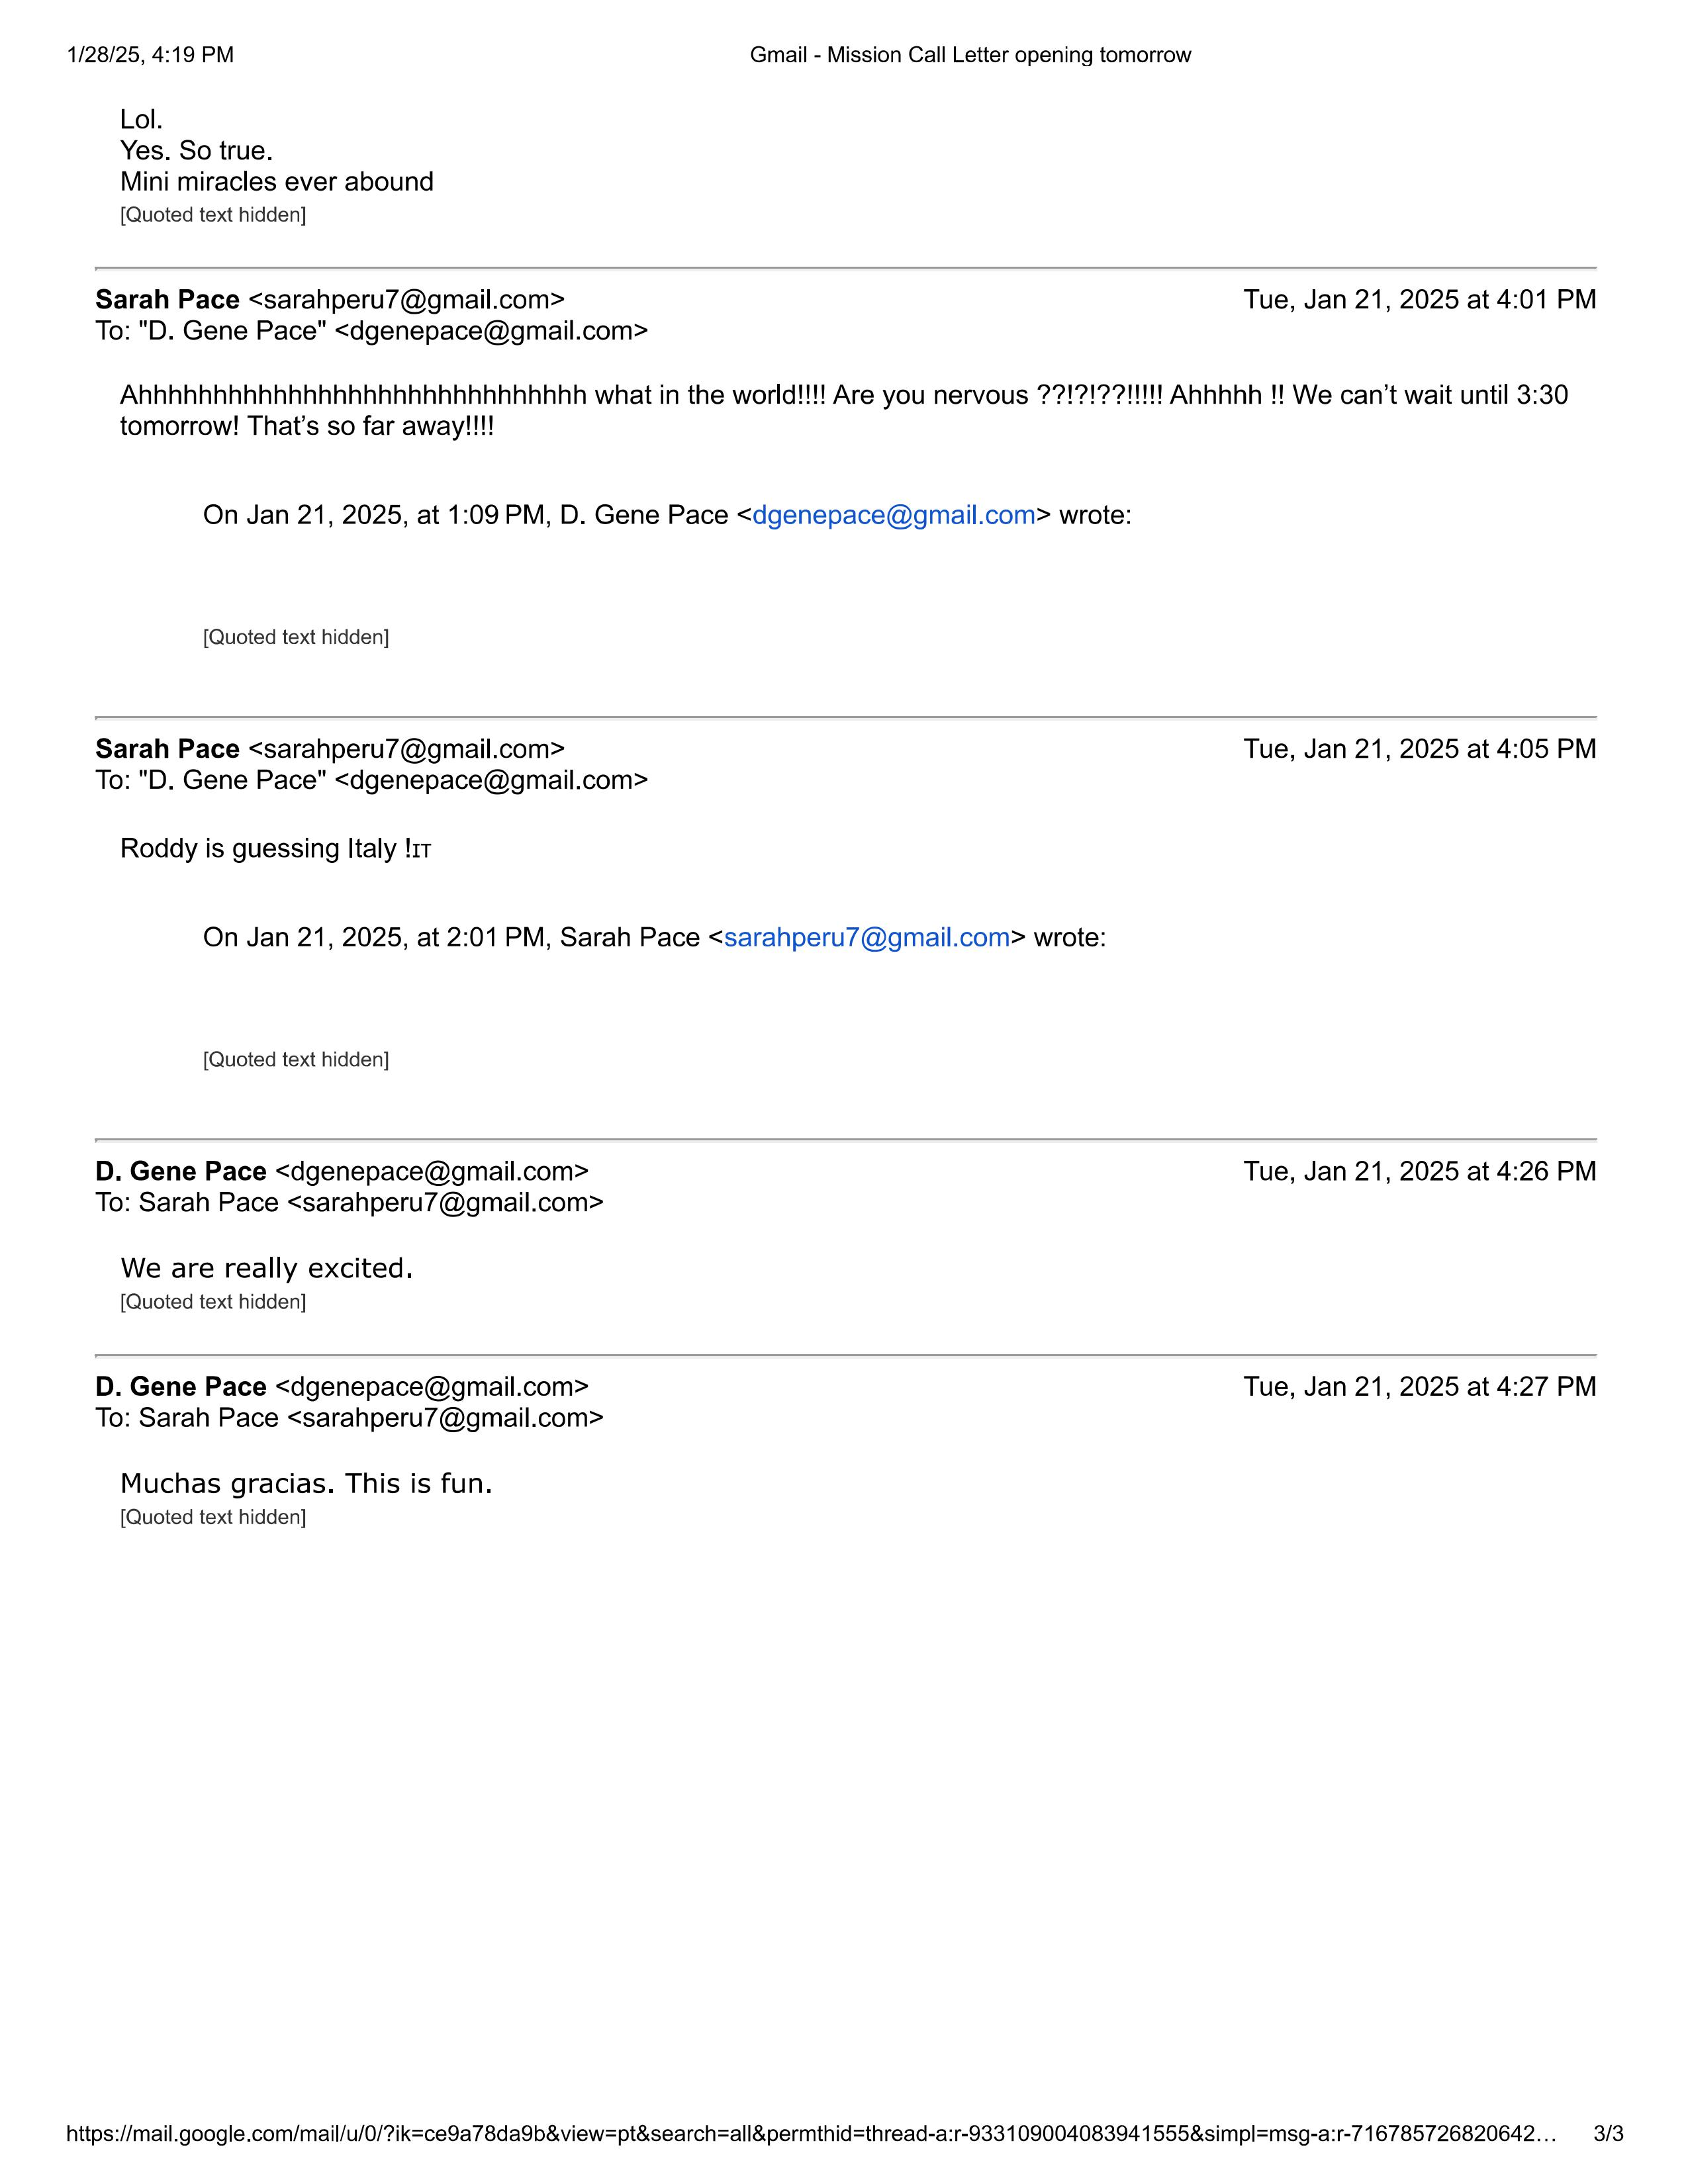 1/28/25, 4:19 PM Gmail - Mission Call Letter opening tomorrow
Lol.
Yes. So true.
Mini miracles ever abound
[Quoted text hidden]
Sarah Pace <sarahperu7@gmail.com> Tue, Jan 21, 2025 at 4:01 PM
To: "D. Gene Pace" <dgenepace@gmail.com>
Ahhhhhhhhhhhhhhhhhhhhhhhhhhhhhh what in the world!!!! Are you nervous ??!?!??!!!!! Ahhhhh !! We can’t wait until 3:30
tomorrow! That’s so far away!!!!
On Jan 21, 2025, at 1:09 PM, D. Gene Pace <dgenepace@gmail.com> wrote:
[Quoted text hidden]
Sarah Pace <sarahperu7@gmail.com> Tue, Jan 21, 2025 at 4:05 PM
To: "D. Gene Pace" <dgenepace@gmail.com>
Roddy is guessing Italy !IT
On Jan 21, 2025, at 2:01 PM, Sarah Pace <sarahperu7@gmail.com> wrote:
[Quoted text hidden]
D. Gene Pace <dgenepace@gmail.com> Tue, Jan 21, 2025 at 4:26 PM
To: Sarah Pace <sarahperu7@gmail.com>
We are really excited.
[Quoted text hidden]
D. Gene Pace <dgenepace@gmail.com> Tue, Jan 21, 2025 at 4:27 PM
To: Sarah Pace <sarahperu7@gmail.com>
Muchas gracias. This is fun.
[Quoted text hidden]
https://mail.google.com/mail/u/0/?ik=ce9a78da9b&view=pt&search=all&permthid=thread-a:r-933109004083941555&simpl=msg-a:r-716785726820642… 3/3